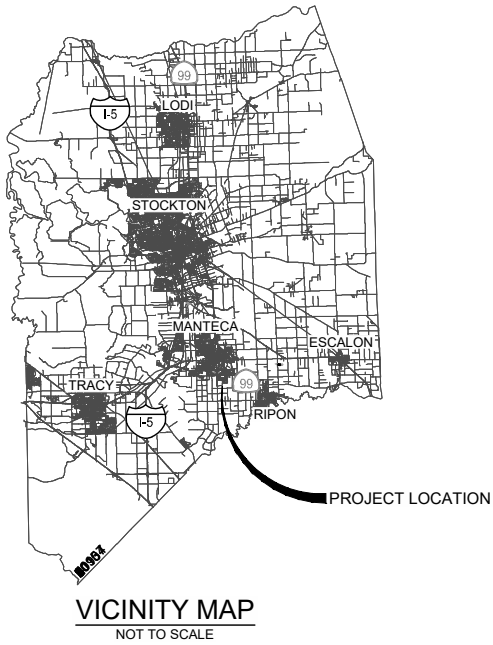 99
I-5
LODI
STOCKTON
MANTECA
ESCALON
TRACY
99
I-5
RIPON
PROJECT LOCATION
VICINITY MAP
NOT TO SCALE